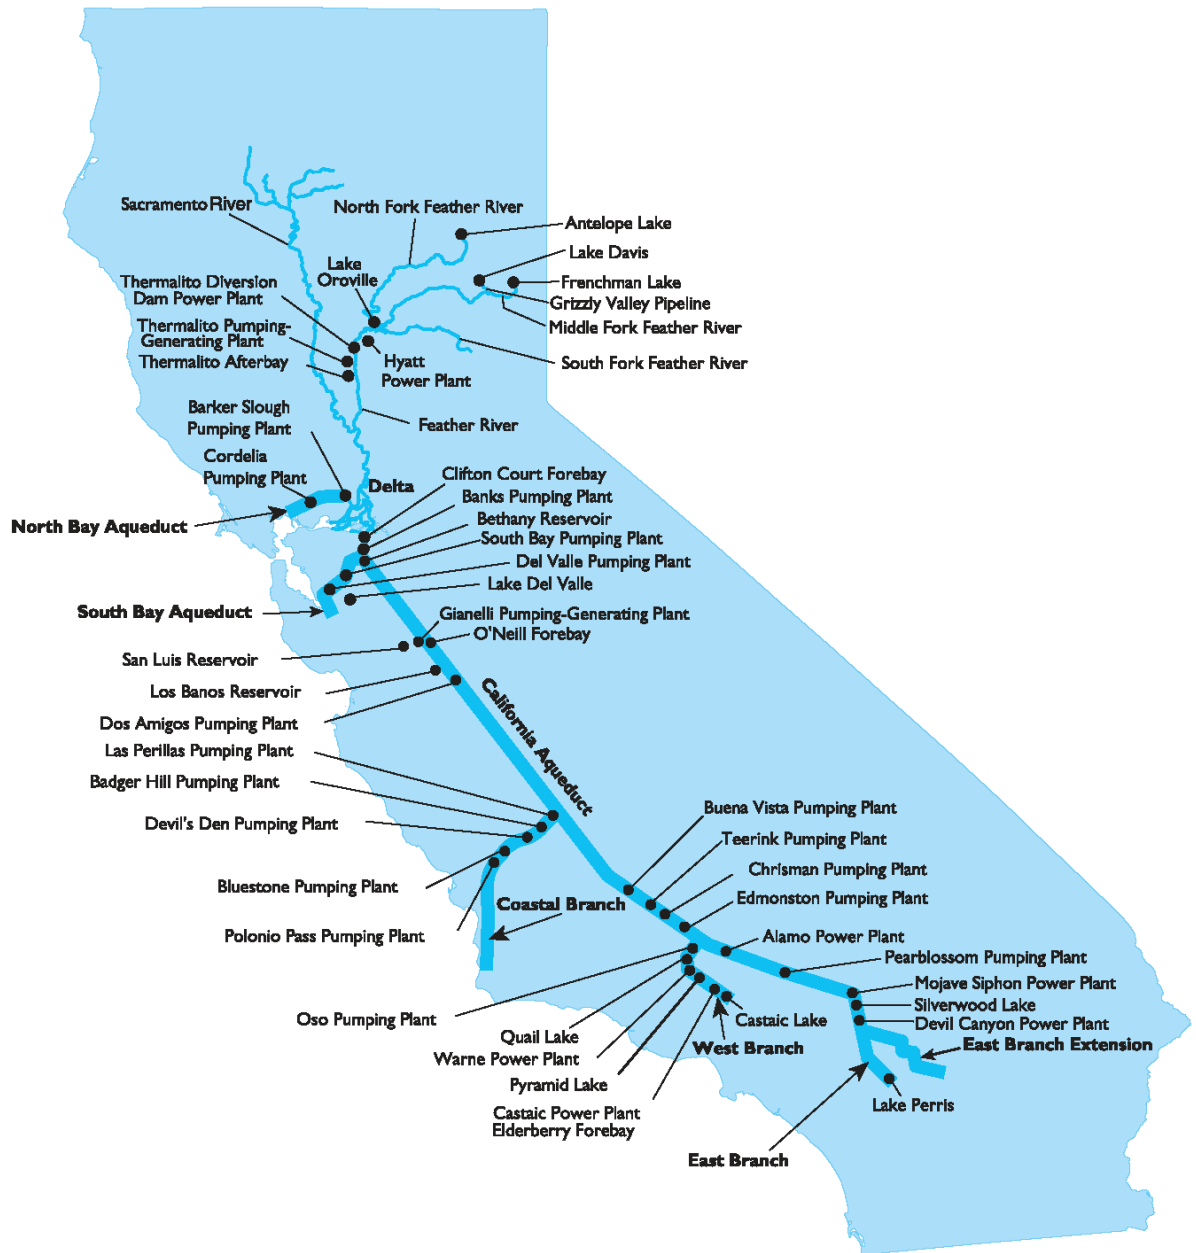 Sacramento River
North Fork Feather River
Antelope Lake
Lake Davis
Lake
Oroville
Thermalito Diversion
Dam Power Plant
Frenchman Lake
Grizzly Valley Pipeline
Middle Fork Feather River
Thermalito Pumping-
Generating Plant
Thermalito Afterbay
Hyatt
Power Plant
South Fork Feather River
Barker Slough
Pumping Plant
Feather River
Cordelia
Pumping Plant
Delta
Clifton Court Forebay
Banks Pumping Plant
Bethany Reservoir
North Bay Aqueduct
South Bay Pumping Plant
Del Valle Pumping Plant
Lake Del Valle
South Bay Aqueduct
Gianelli Pumping-Generating Plant
O'Neill Forebay
San Luis Reservoir
Los Banos Reservoir
Dos Amigos Pumping Plant
California Aqueduct
Las Perillas Pumping Plant
Badger Hill Pumping Plant
Devil's Den Pumping Plant
Buena Vista Pumping Plant
Teerink Pumping Plant
Chrisman Pumping Plant
Bluestone Pumping Plant
Coastal Branch
Edmonston Pumping Plant
Polonio Pass Pumping Plant
Alamo Power Plant
Pearblossom Pumping Plant
Mojave Siphon Power Plant
Silverwood Lake
Oso Pumping Plant
Castaic Lake
Devil Canyon Power Plant
Quail Lake
West Branch
East Branch Extension
Warne Power Plant
Pyramid Lake
Lake Perris
Castaic Power Plant
Elderberry Forebay
East Branch